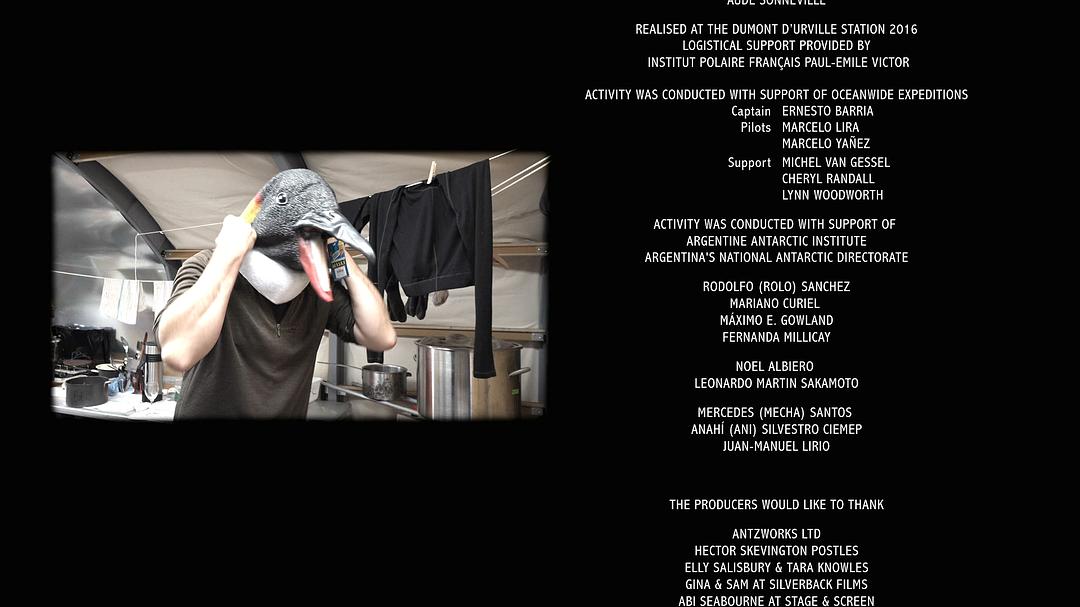 AUDE SONNEVILLE
REALISED AT THE DUMONT D'URVILLE STATION 2016
LOGISTICAL SUPPORT PROVIDED BY
INSTITUT POLAIRE FRANÇAIS PAUL-EMILE VICTOR
ACTIVITY WAS CONDUCTED WITH SUPPORT OF OCEANWIDE EXPEDITIONS
Captain ERNESTO BARRIA
Pilots MARCELO LIRA
MARCELO YAÑEZ
Support MICHEL VAN GESSEL
CHERYL RANDALL
LYNN WOODWORTH
ACTIVITY WAS CONDUCTED WITH SUPPORT OF
ARGENTINE ANTARCTIC INSTITUTE
ARGENTINA'S NATIONAL ANTARCTIC DIRECTORATE
RODOLFO (ROLO) SANCHEZ
MARIANO CURIEL
MÁXIMO E. GOWLAND
FERNANDA MILLICAY
NOEL ALBIERO
LEONARDO MARTIN SAKAMOTO
MERCEDES (MECHA) SANTOS
ANAHÍ (ANI) SILVESTRO CIEMEP
JUAN-MANUEL LIRIO
THE PRODUCERS WOULD LIKE TO THANK
ANTZWORKS LTD
HECTOR SKEVINGTON POSTLES
ELLY SALISBURY & TARA KNOWLES
GINA & SAM AT SILVERBACK FILMS
ABI SEABOURNE AT STAGE & SCREEN